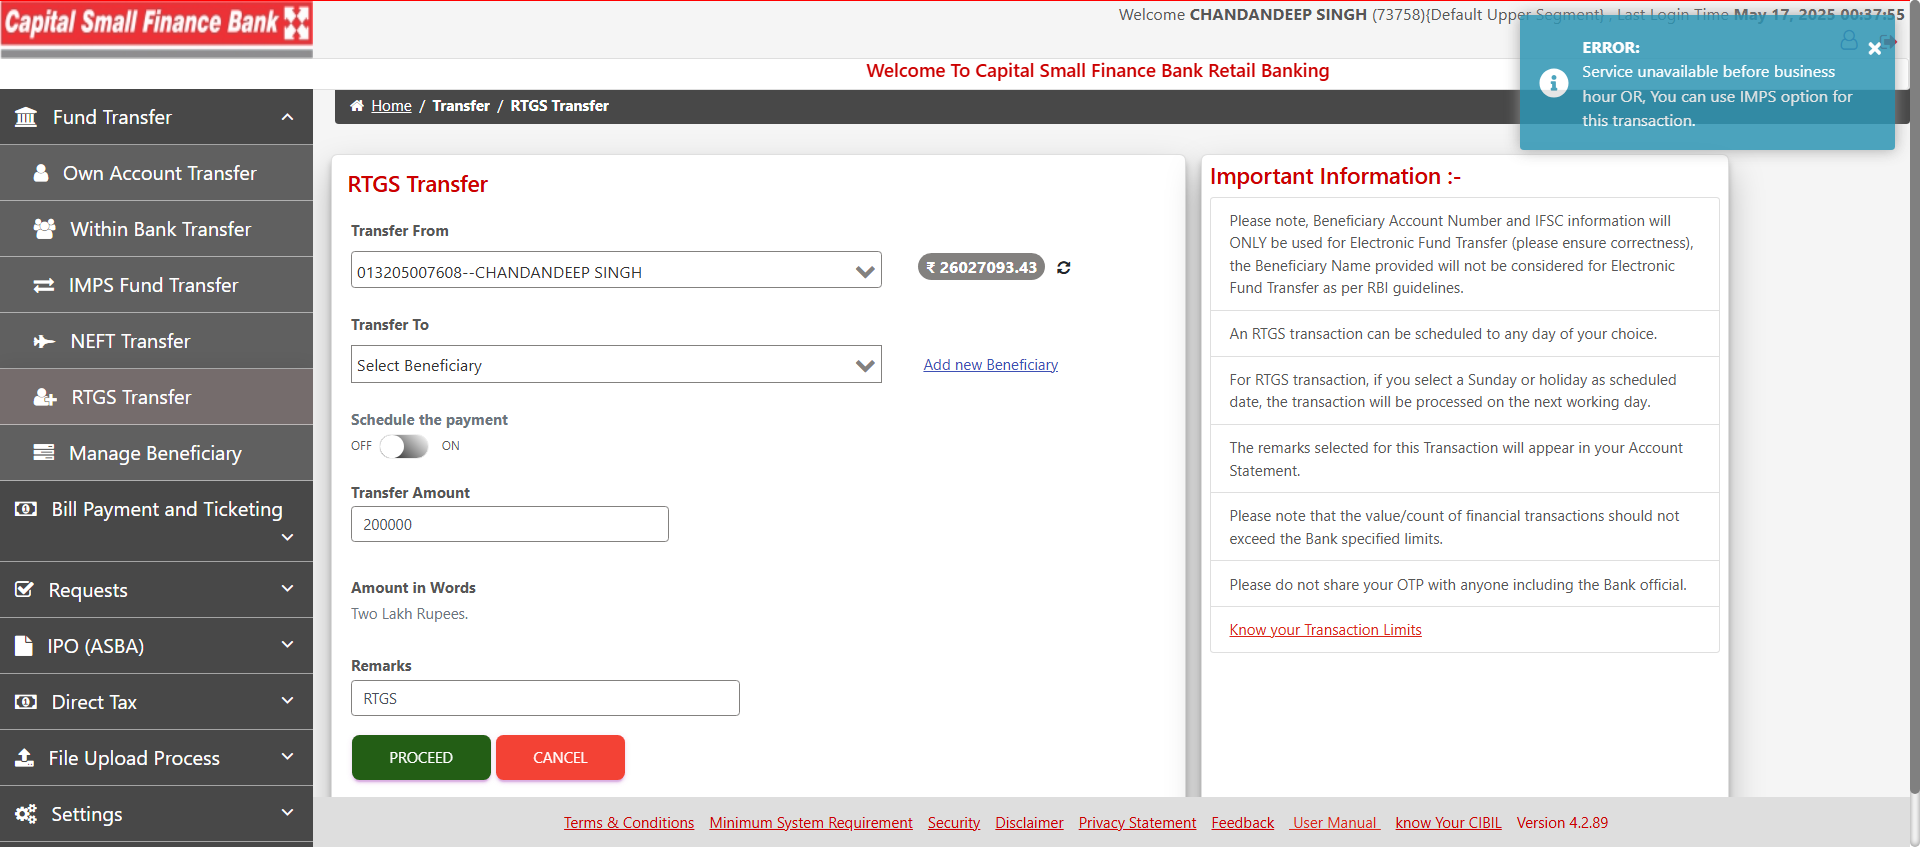 Capital Small Finance Bank
Welcome CHANDANDEEP SINGH (73758){Default Upper Segment} , Last Login Time May 17, 2025 00:37:55
Welcome To Capital Small Finance Bank Retail Banking
ERROR:
Service unavailable before business
hour OR, You can use IMPS option for
this transaction.
Home / Transfer / RTGS Transfer
Fund Transfer
Own Account Transfer
Within Bank Transfer
IMPS Fund Transfer
NEFT Transfer
RTGS Transfer
Manage Beneficiary
Bill Payment and Ticketing
Requests
IPO (ASBA)
Direct Tax
File Upload Process
Settings
RTGS Transfer
Transfer From
013205007608--CHANDANDEEP SINGH
₹ 26027093.43
Transfer To
Select Beneficiary
Add new Beneficiary
Schedule the payment
OFF ON
Transfer Amount
200000
Amount in Words
Two Lakh Rupees.
Remarks
RTGS
PROCEED CANCEL
Important Information :-
Please note, Beneficiary Account Number and IFSC information will
ONLY be used for Electronic Fund Transfer (please ensure correctness),
the Beneficiary Name provided will not be considered for Electronic
Fund Transfer as per RBI guidelines.
An RTGS transaction can be scheduled to any day of your choice.
For RTGS transaction, if you select a Sunday or holiday as scheduled
date, the transaction will be processed on the next working day.
The remarks selected for this Transaction will appear in your Account
Statement.
Please note that the value/count of financial transactions should not
exceed the Bank specified limits.
Please do not share your OTP with anyone including the Bank official.
Know your Transaction Limits
Terms & Conditions Minimum System Requirement Security Disclaimer Privacy Statement Feedback User Manual know Your CIBIL Version 4.2.89